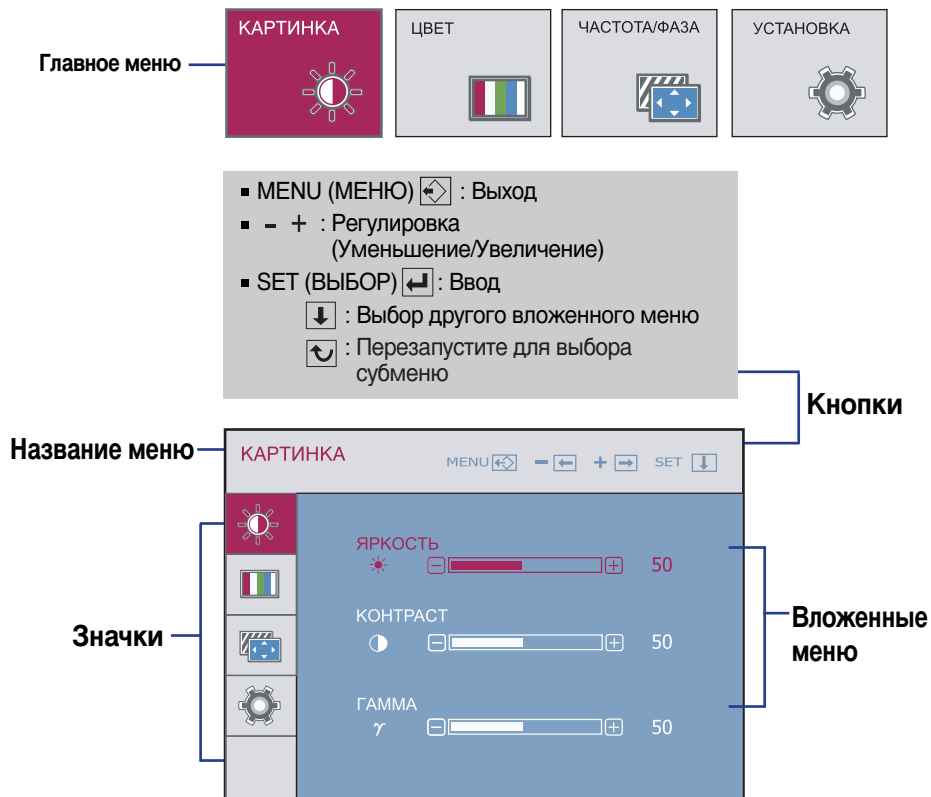 КАРТИНКА
ЦВЕТ
ЧАСТОТА/ФАЗА
УСТАНОВКА
Главное меню
MENU (МЕНЮ) : Выход
- + : Регулировка
(Уменьшение/Увеличение)
SET (ВЫБОР) : Ввод
: Выбор другого вложенного меню
: Перезапустите для выбора
субменю
Кнопки
Название меню
КАРТИНКА
MENU - + SET
ЯРКОСТЬ
50
КОНТРАСТ
50
Значки
Вложенные
меню
ГАММА
γ 50